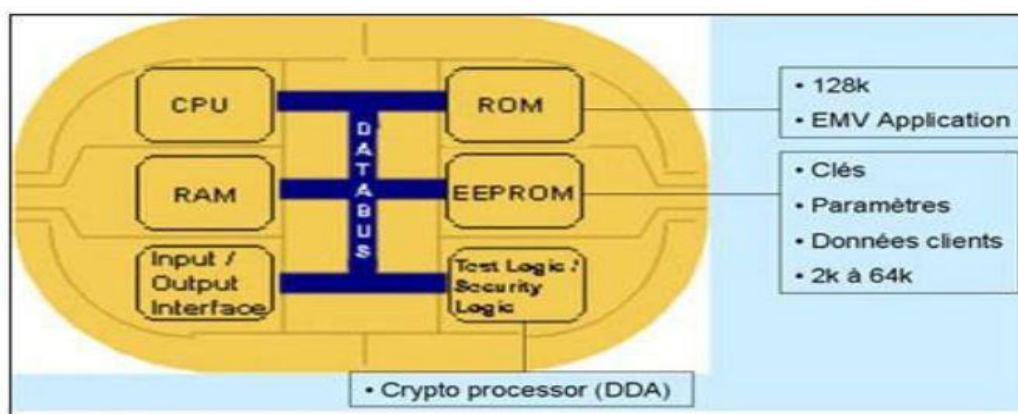 CPU
ROM
• 128k
• EMV Application
DATABUS
RAM
EEPROM
• Clés
• Paramètres
• Données clients
• 2k à 64k
Input /
Output
Interface
Test Logic /
Security
Logic
• Crypto processor (DDA)